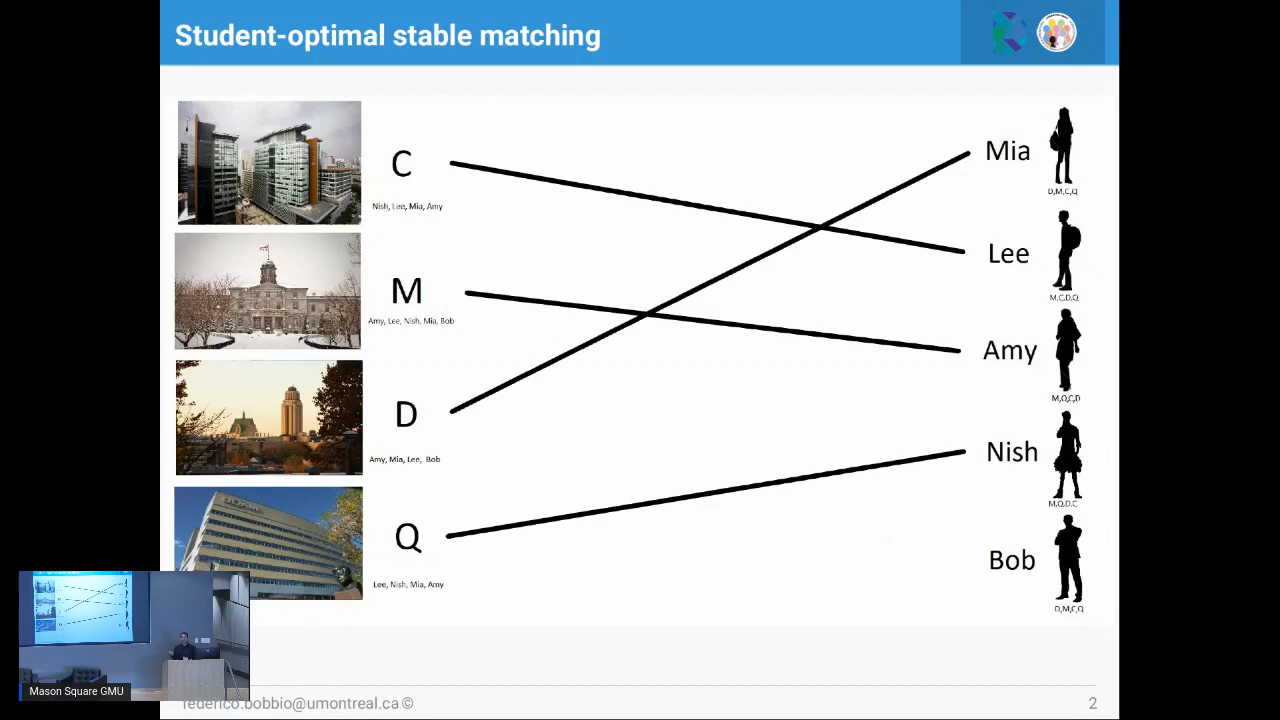 Student-optimal stable matching
C
Nish, Lee, Mia, Amy
M
Amy, Lee, Nish, Mia, Bob
D
Amy, Mia, Lee, Bob
Q
Lee, Nish, Mia, Amy
Mia
D,M,C,Q
Lee
M,C,D,Q
Amy
M,Q,C,D
Nish
M,Q,D,C
Bob
D,M,C,Q
Mason Square GMU
federico.bobbio@umontreal.ca©
2